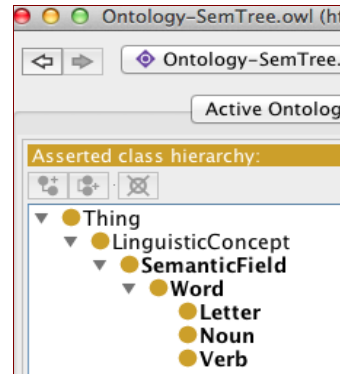 Ontology-SemTree.owl (ht
Ontology-SemTree.
Active Ontolog
Asserted class hierarchy:
Thing
LinguisticConcept
SemanticField
Word
Letter
Noun
Verb